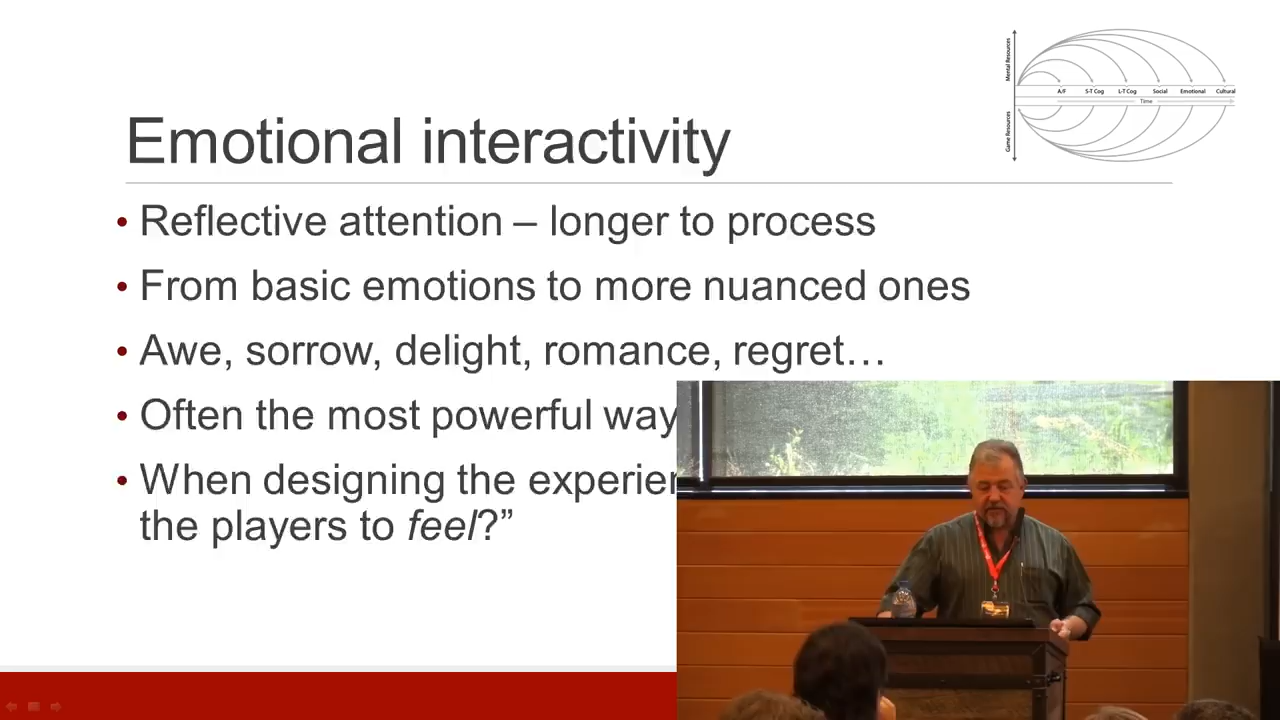 Mental Resources
A/F S-T Cog L-T Cog Social Emotional Cultural
Time
Game Resources
Emotional interactivity
• Reflective attention – longer to process
• From basic emotions to more nuanced ones
• Awe, sorrow, delight, romance, regret…
• Often the most powerful way
• When designing the experien
the players to feel?”